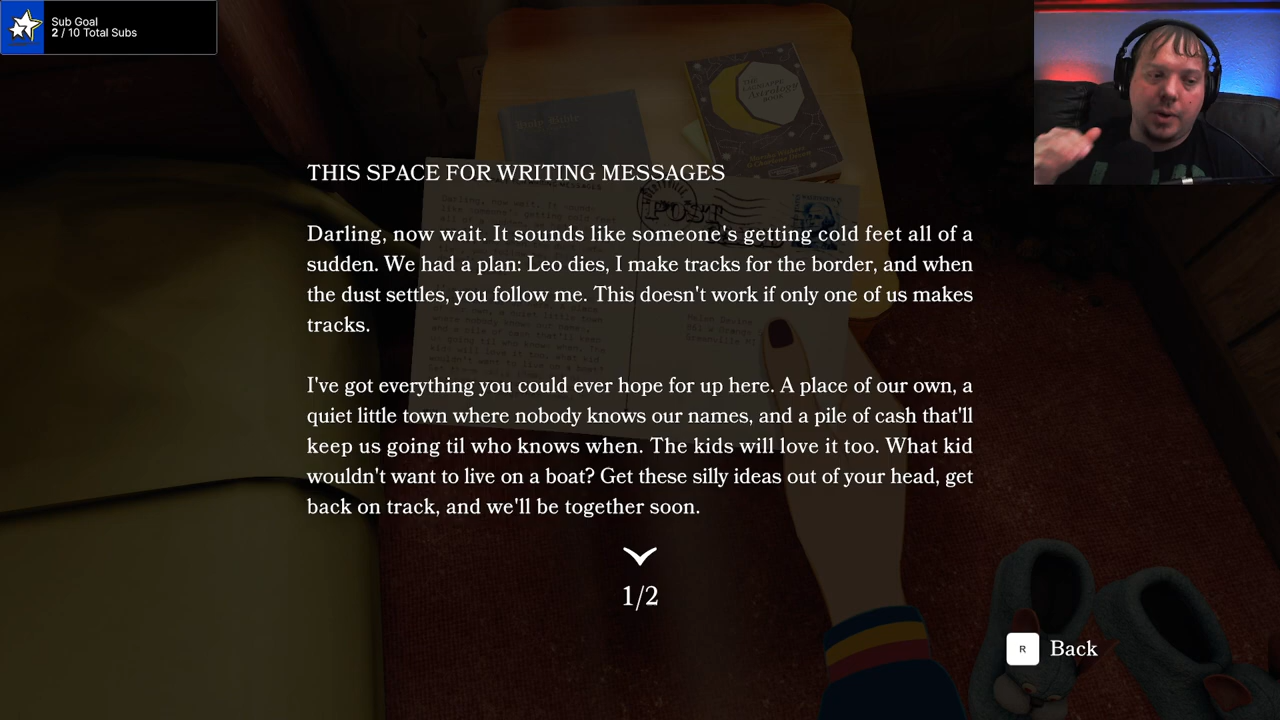 Sub Goal
2 / 10 Total Subs
Holy Bible
THE
Astrology
BOOK
POST
THIS SPACE FOR WRITING MESSAGES
Darling, now wait. It sounds like someone's getting cold feet all of a
sudden. We had a plan: Leo dies, I make tracks for the border, and when
the dust settles, you follow me. This doesn't work if only one of us makes
tracks.
I've got everything you could ever hope for up here. A place of our own, a
quiet little town where nobody knows our names, and a pile of cash that'll
keep us going til who knows when. The kids will love it too. What kid
wouldn't want to live on a boat? Get these silly ideas out of your head, get
back on track, and we'll be together soon.
1/2
R Back